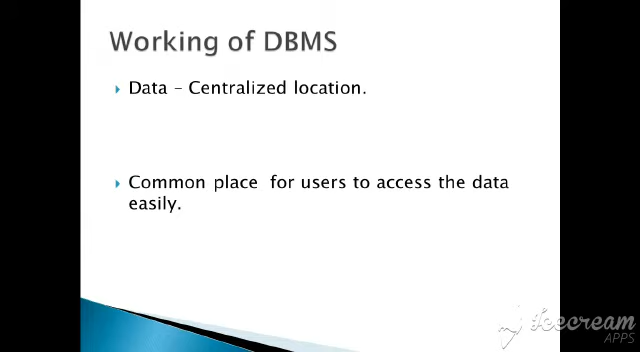 Working of DBMS
Data – Centralized location.
Common place for users to access the data
easily.
Icecream
APPS